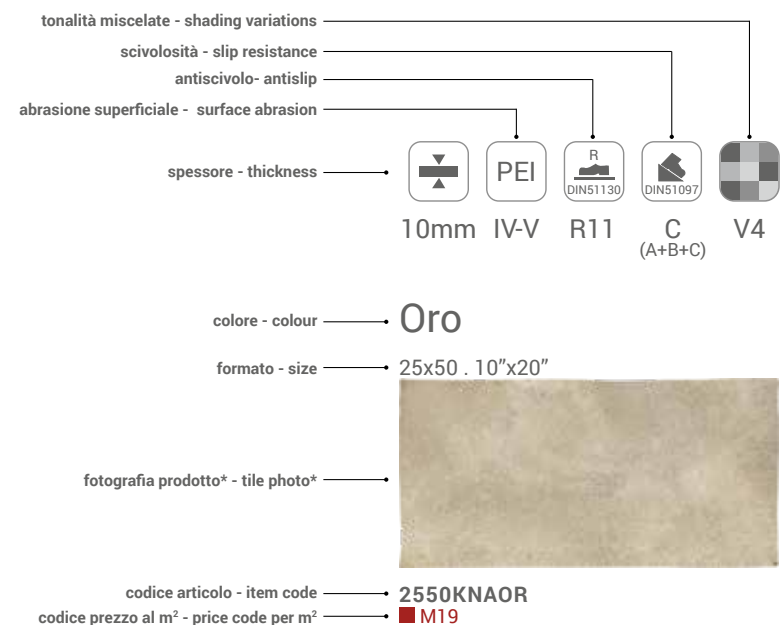 tonalità miscelate - shading variations
scivolosità - slip resistance
antiscivolo- antislip
abrasione superficiale - surface abrasion
spessore - thickness
PEI
R
DIN51130
DIN51097
10mm IV-V R11 C V4
(A+B+C)
colore - colour
Oro
formato - size
25x50 . 10”x20”
fotografia prodotto* - tile photo*
codice articolo - item code
2550KNAOR
codice prezzo al m² - price code per m²
M19